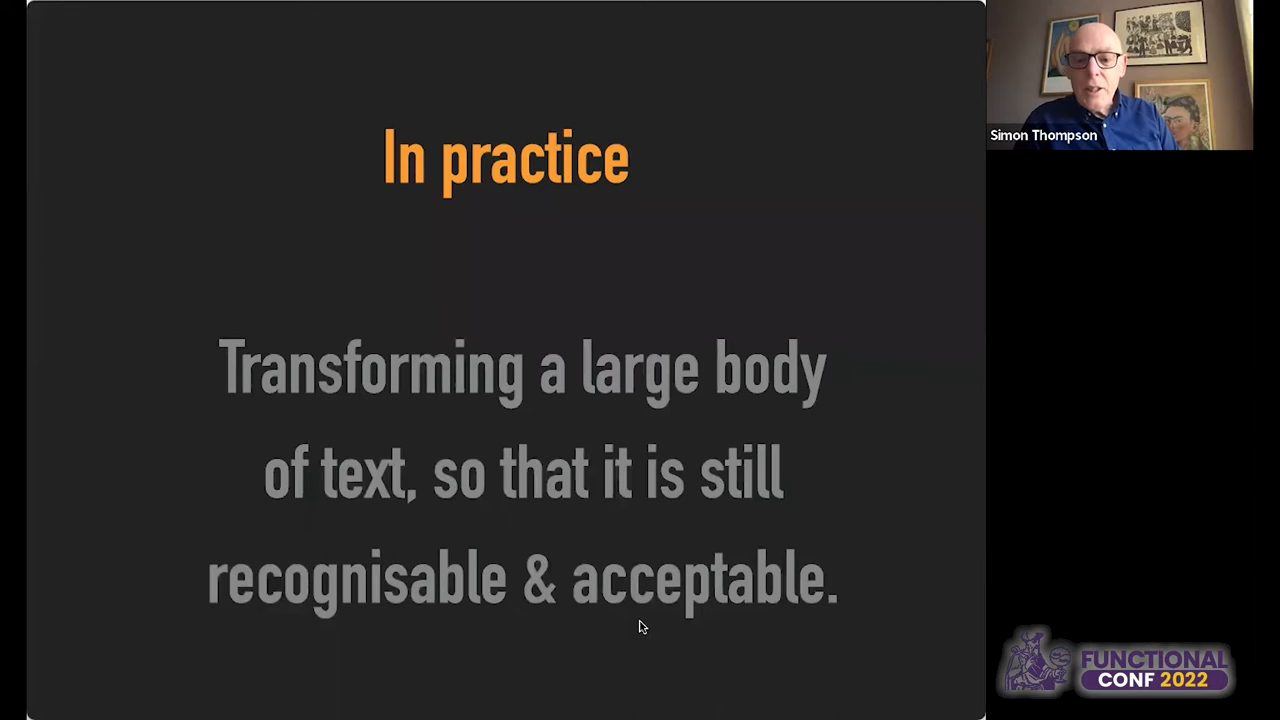 In practice
Transforming a large body
of text, so that it is still
recognisable & acceptable.
Simon Thompson
FUNCTIONAL
CONF 2022